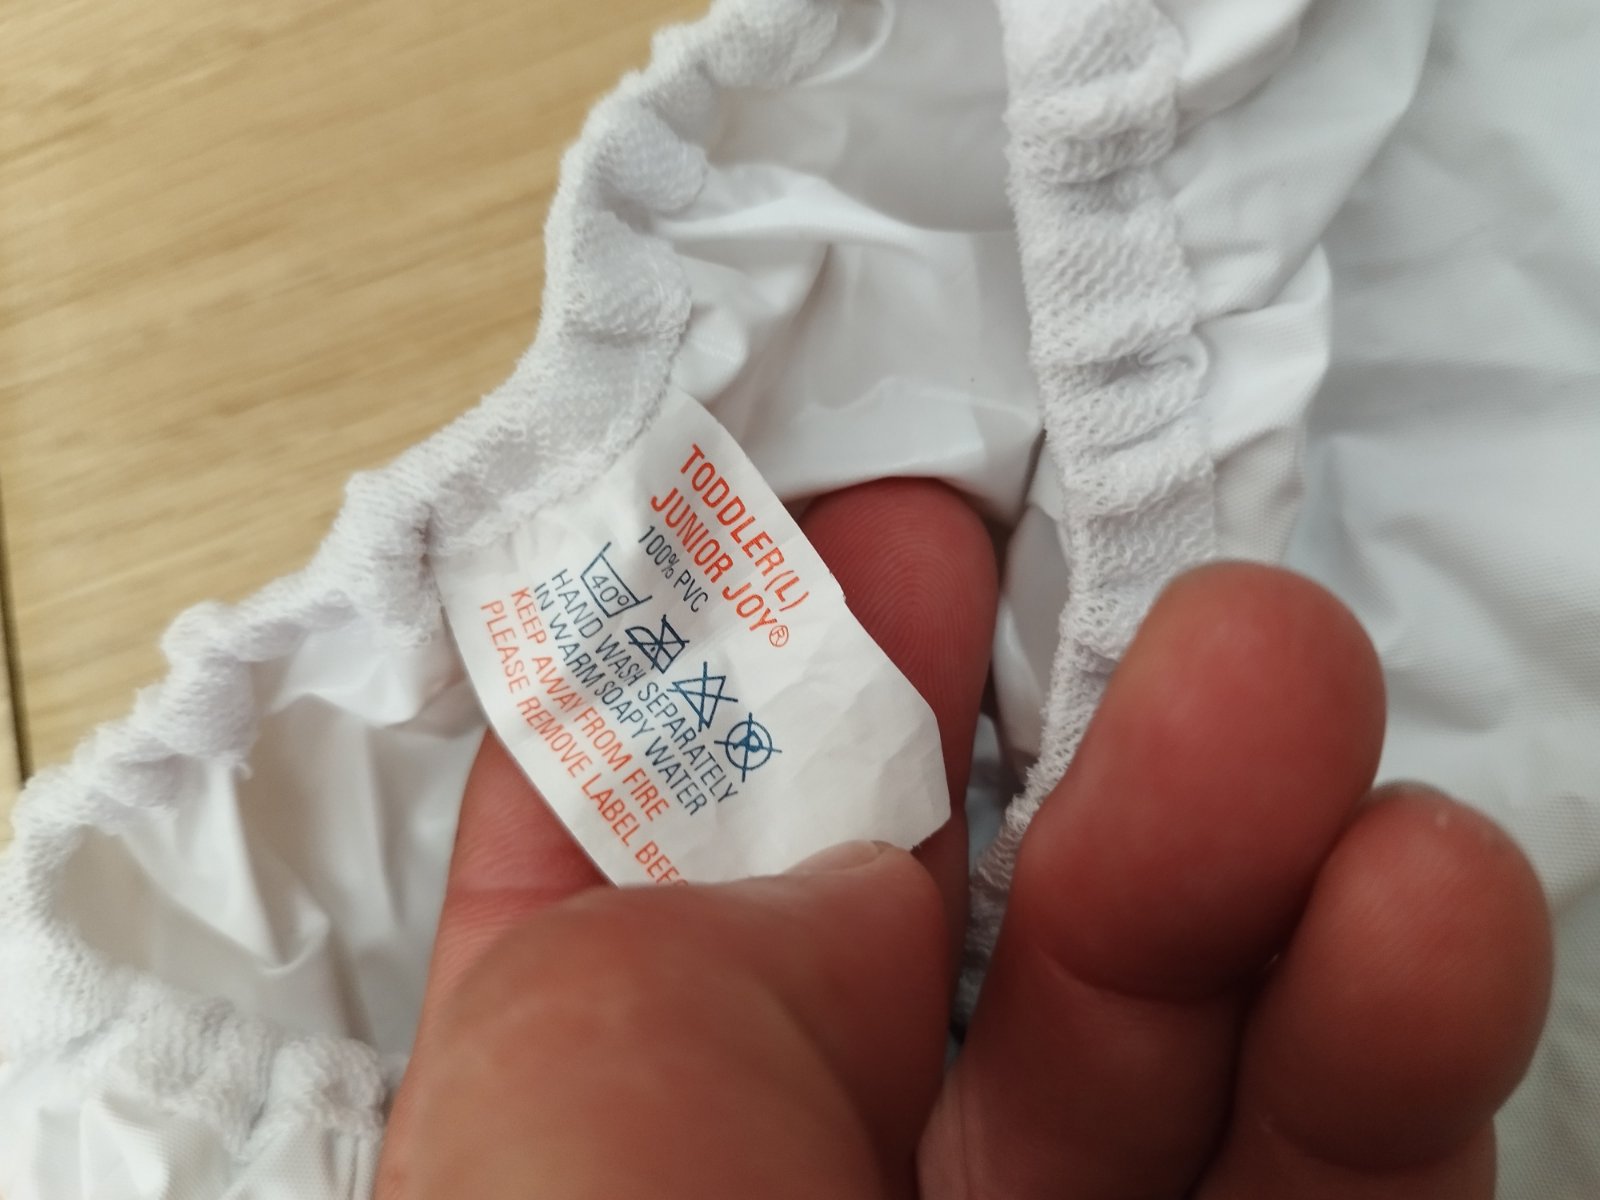 TODDLER(L)
JUNIOR JOY®
100% PVC
40°
HAND WASH SEPARATELY
IN WARM SOAPY WATER
KEEP AWAY FROM FIRE
PLEASE REMOVE LABEL